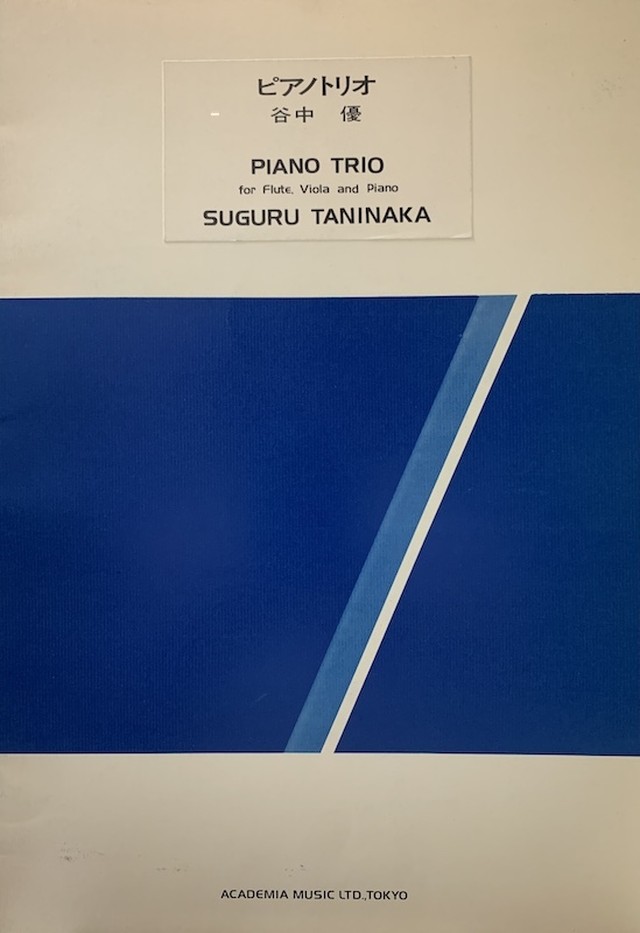 ピアノトリオ
谷中 優
PIANO TRIO
for Flute, Viola and Piano
SUGURU TANINAKA
ACADEMIA MUSIC LTD.,TOKYO